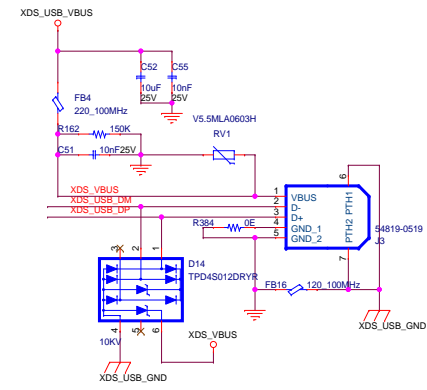 XDS_USB_VBUS
C52
C55
10uF
10nF
25V
25V
FB4
220_100MHz
V5.5MLA0603H
RV1
R162
150K
C51
10nF25V
6
PTH1
XDS_VBUS
1
VBUS
XDS_USB_DM
2
D-
XDS_USB_DP
3
D+
R384
0E
4
GND_1
5
GND_2
PTH2
54819-0519
J3
7
3
2
1
D14
TPD4S012DRYR
FB16
120_100MHz
4
5
6
10KV
XDS_VBUS
XDS_USB_GND
XDS_USB_GND